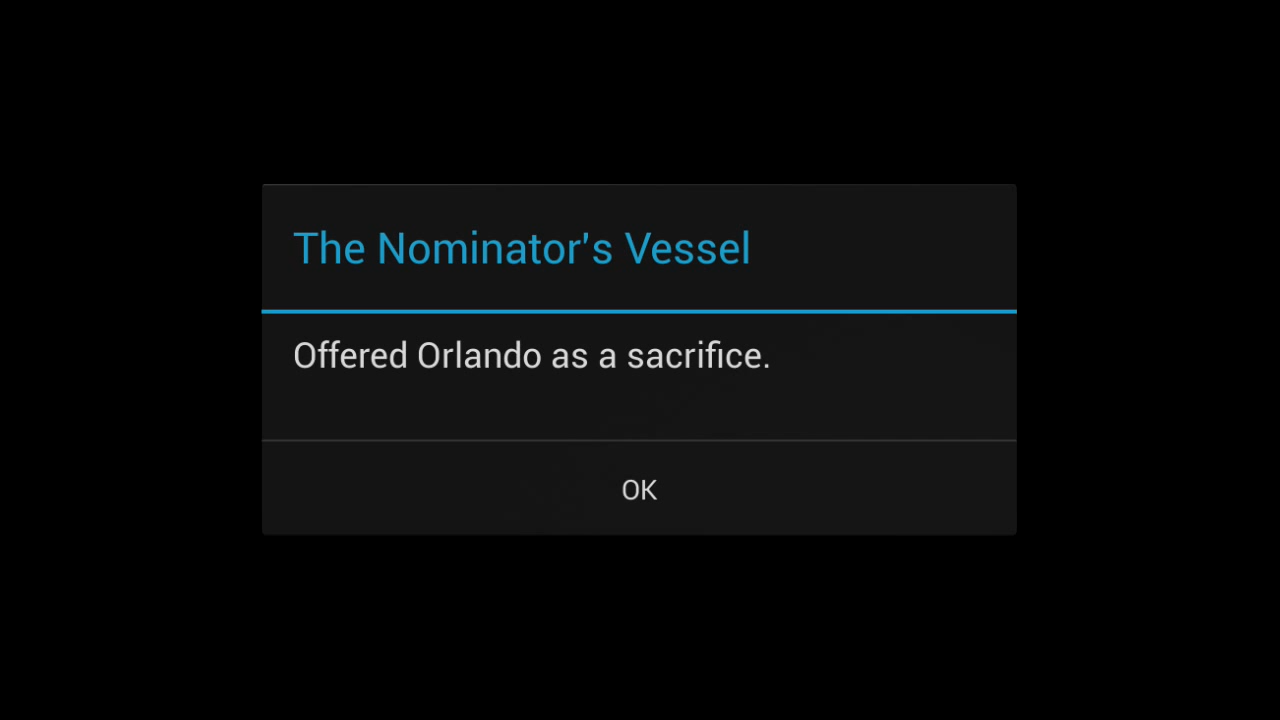 The Nominator's Vessel
Offered Orlando as a sacrifice.
OK